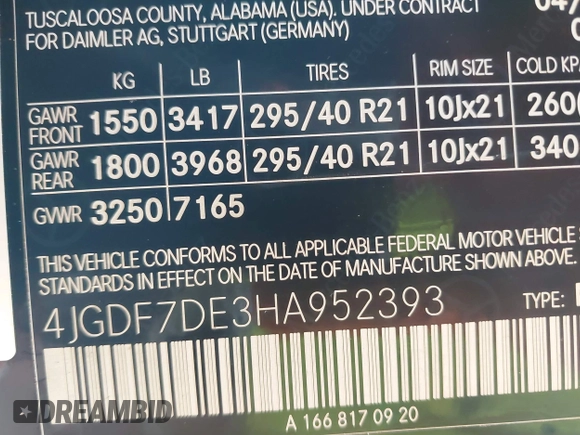 TUSCALOOSA COUNTY, ALABAMA (USA), UNDER CONTRACT 04/
FOR DAIMLER AG, STUTTGART (GERMANY)
KG LB TIRES RIM SIZE COLD KP
GAWR FRONT 1550 3417 295/40 R21 10Jx21 260
GAWR REAR 1800 3968 295/40 R21 10Jx21 340
GVWR 3250 7165
THIS VEHICLE CONFORMS TO ALL APPLICABLE FEDERAL MOTOR VEHICLE
STANDARDS IN EFFECT ON THE DATE OF MANUFACTURE SHOWN ABOVE.
4JGDF7DE3HA952393 TYPE:
A 166 817 09 20
DREAMBID